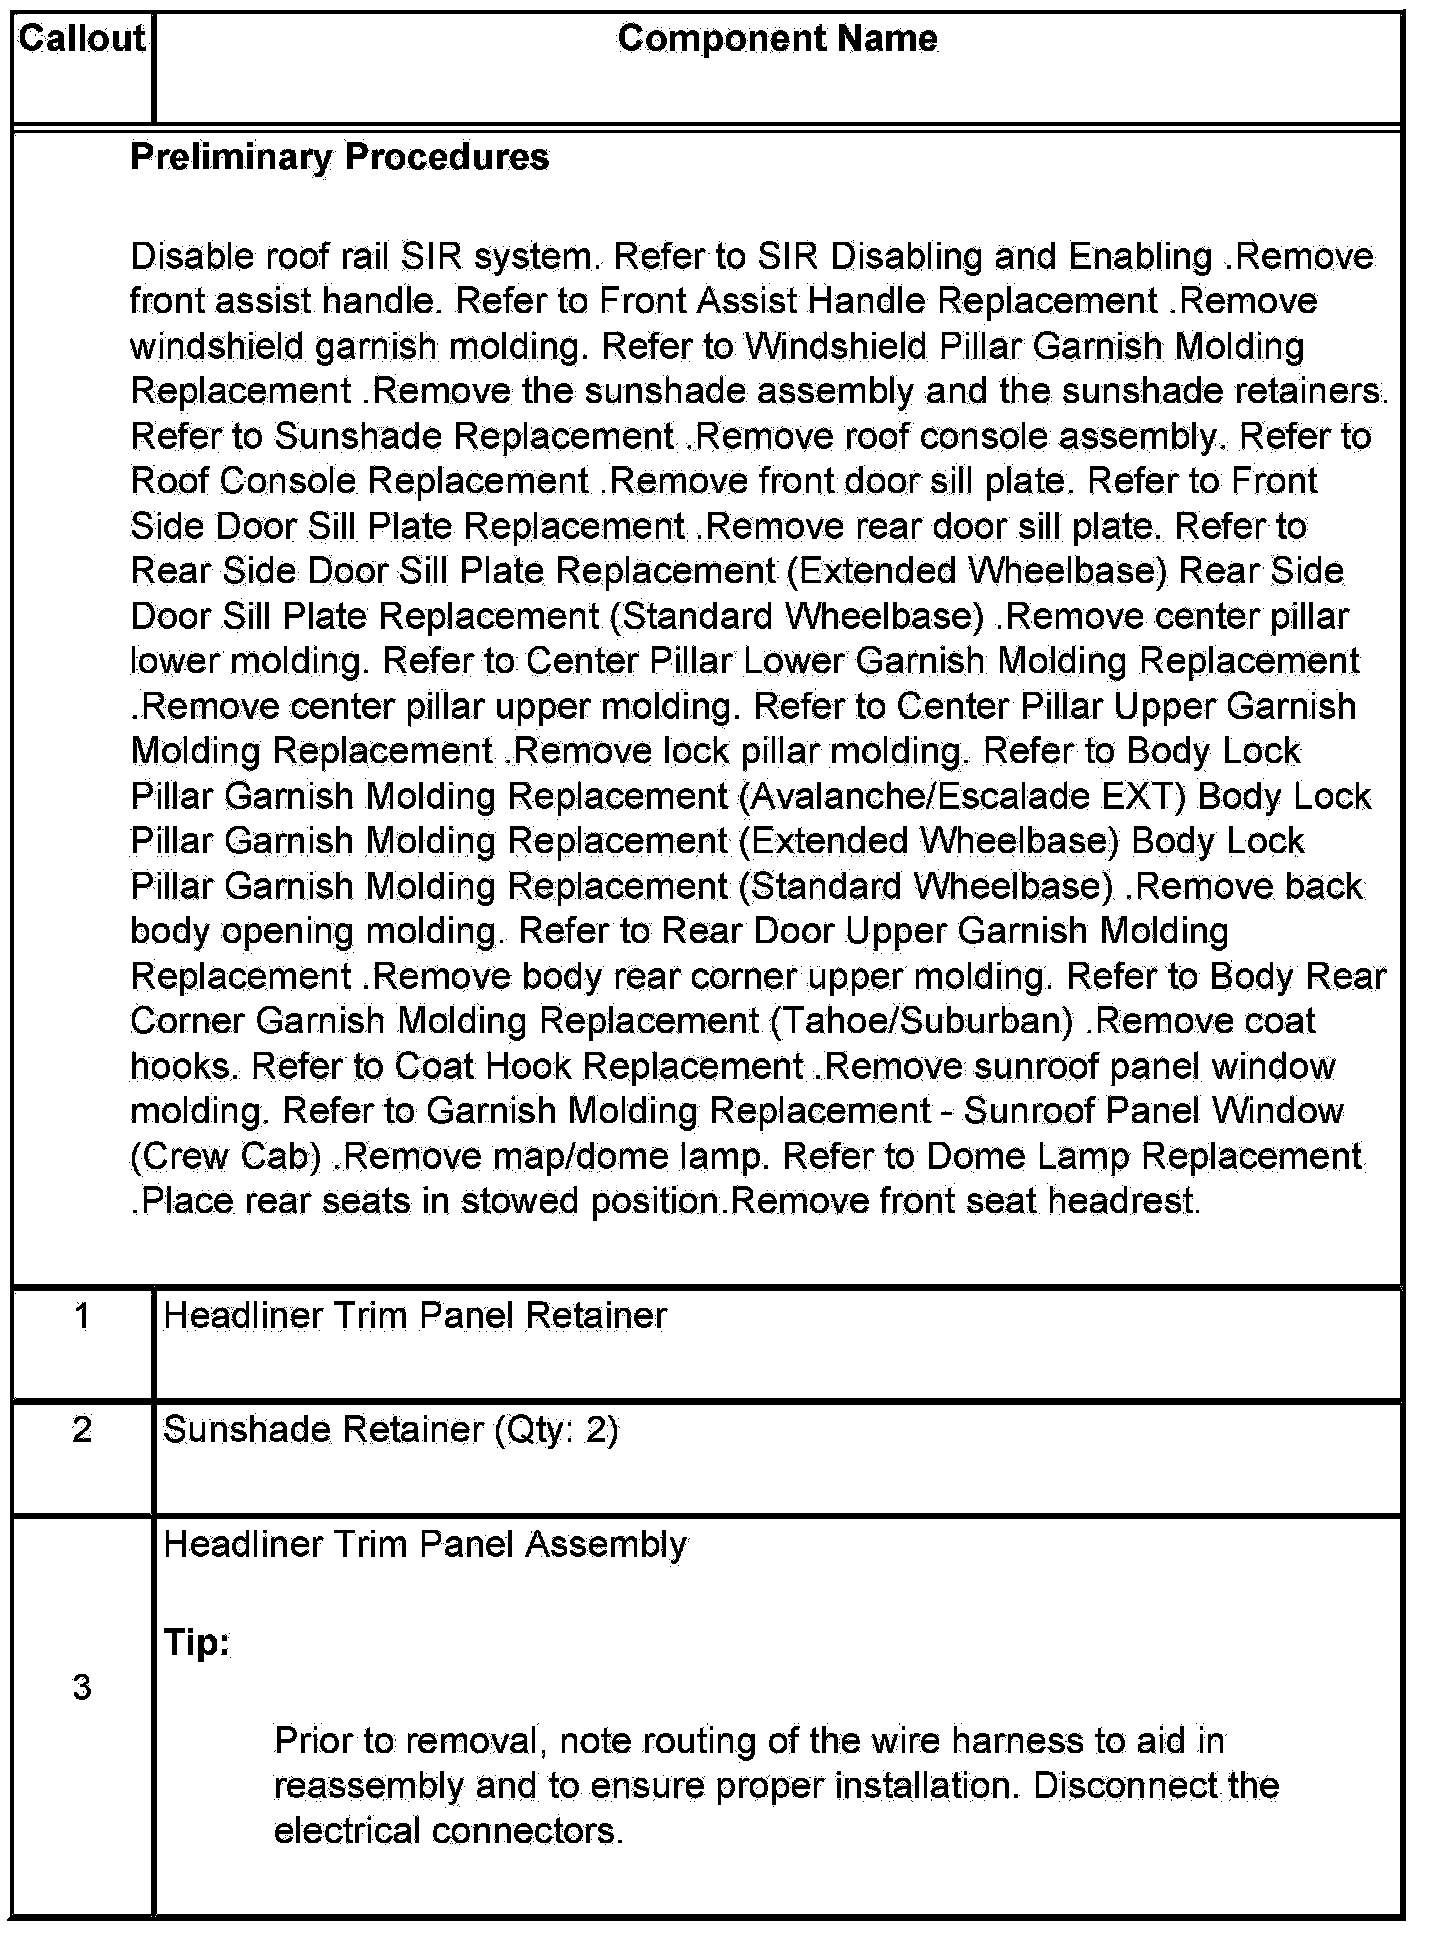 Callout Component Name
Preliminary Procedures
Disable roof rail SIR system. Refer to SIR Disabling and Enabling .Remove
front assist handle. Refer to Front Assist Handle Replacement .Remove
windshield garnish molding. Refer to Windshield Pillar Garnish Molding
Replacement .Remove the sunshade assembly and the sunshade retainers.
Refer to Sunshade Replacement .Remove roof console assembly. Refer to
Roof Console Replacement .Remove front door sill plate. Refer to Front
Side Door Sill Plate Replacement .Remove rear door sill plate. Refer to
Rear Side Door Sill Plate Replacement (Extended Wheelbase) Rear Side
Door Sill Plate Replacement (Standard Wheelbase) .Remove center pillar
lower molding. Refer to Center Pillar Lower Garnish Molding Replacement
.Remove center pillar upper molding. Refer to Center Pillar Upper Garnish
Molding Replacement .Remove lock pillar molding. Refer to Body Lock
Pillar Garnish Molding Replacement (Avalanche/Escalade EXT) Body Lock
Pillar Garnish Molding Replacement (Extended Wheelbase) Body Lock
Pillar Garnish Molding Replacement (Standard Wheelbase) .Remove back
body opening molding. Refer to Rear Door Upper Garnish Molding
Replacement .Remove body rear corner upper molding. Refer to Body Rear
Corner Garnish Molding Replacement (Tahoe/Suburban) .Remove coat
hooks. Refer to Coat Hook Replacement .Remove sunroof panel window
molding. Refer to Garnish Molding Replacement - Sunroof Panel Window
(Crew Cab) .Remove map/dome lamp. Refer to Dome Lamp Replacement
.Place rear seats in stowed position.Remove front seat headrest.
1 Headliner Trim Panel Retainer
2 Sunshade Retainer (Qty: 2)
Headliner Trim Panel Assembly
Tip:
3
Prior to removal, note routing of the wire harness to aid in
reassembly and to ensure proper installation. Disconnect the
electrical connectors.